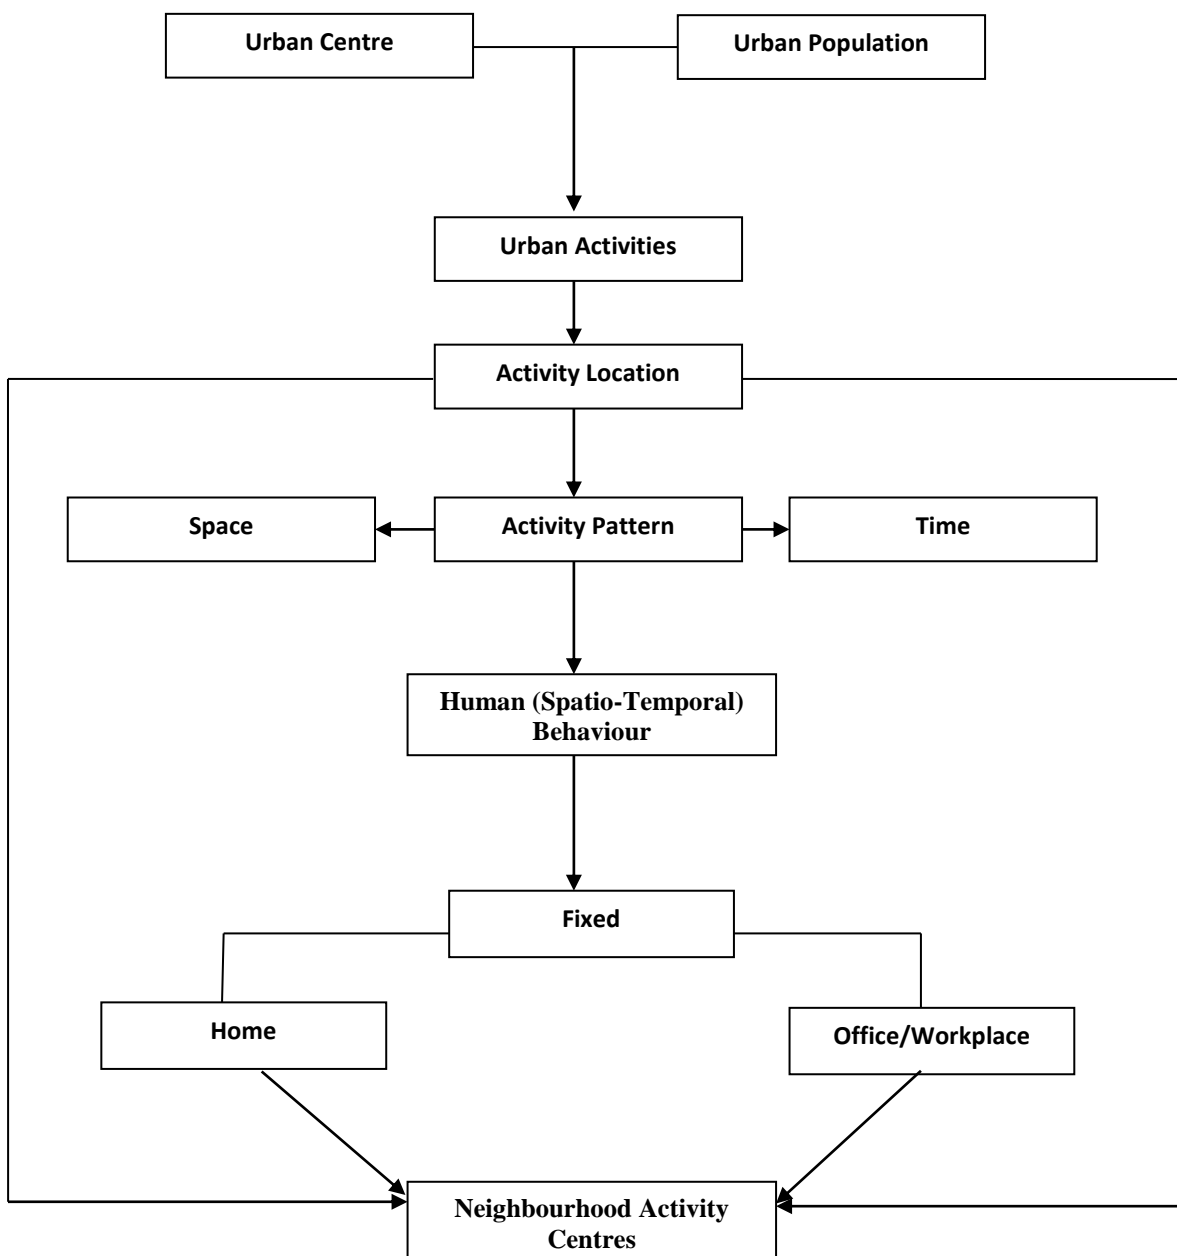 Urban Centre
Urban Population
Urban Activities
Activity Location
Space
Activity Pattern
Time
Human (Spatio-Temporal)
Behaviour
Fixed
Home
Office/Workplace
Neighbourhood Activity
Centres